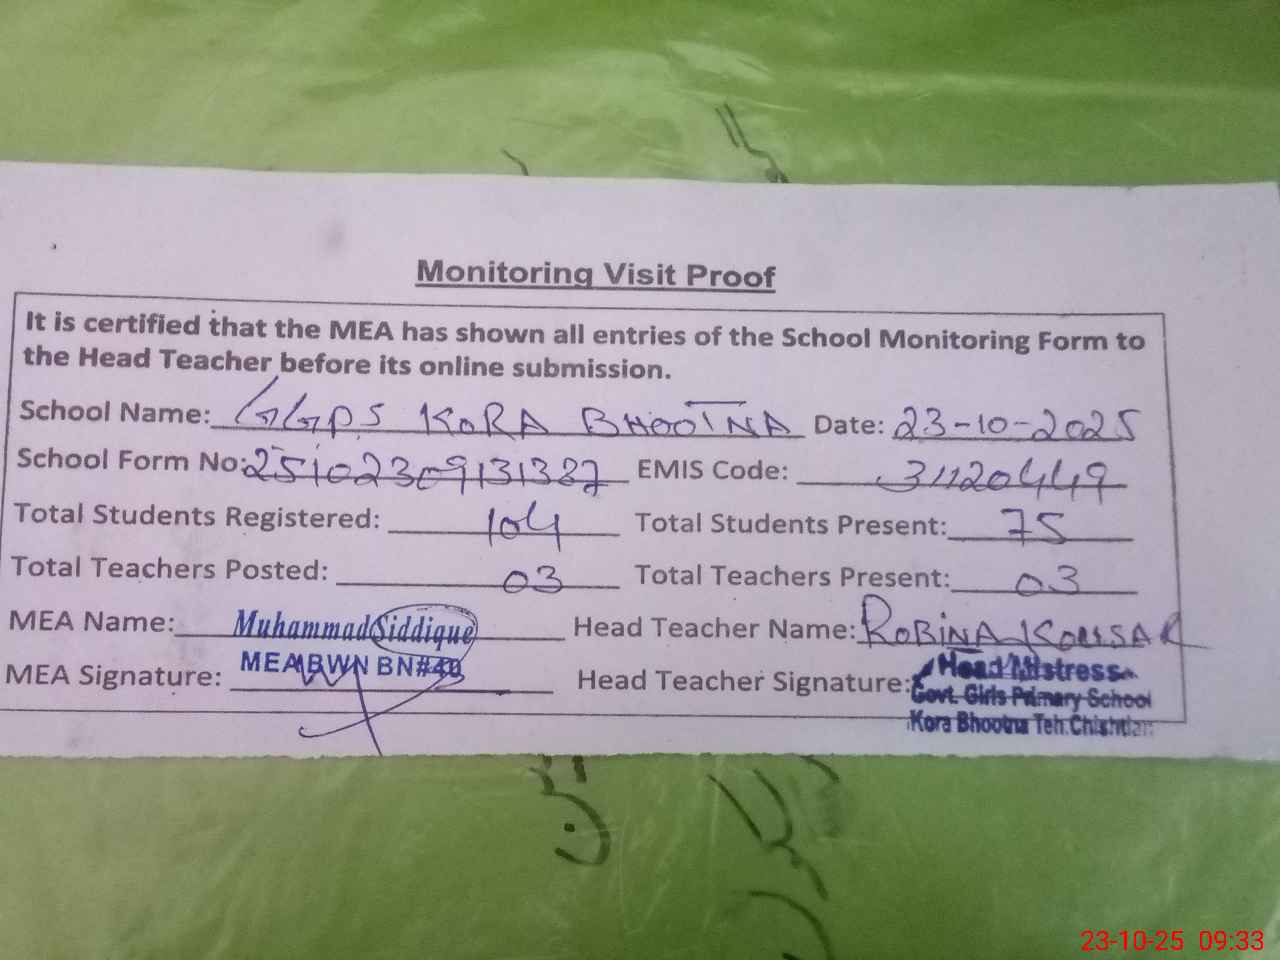 Monitoring Visit Proof
It is certified that the MEA has shown all entries of the School Monitoring Form to
the Head Teacher before its online submission.
School Name: GGPS KORA BHOOTNA Date: 23-10-2025
School Form No: 25102309131387 EMIS Code: 31120449
Total Students Registered: 104 Total Students Present: 75
Total Teachers Posted: 03 Total Teachers Present: 03
MEA Name: Muhammad Siddique Head Teacher Name: ROBINA KOUSAR
MEA BWN BN#40
MEA Signature: Head Teacher Signature: Head Mistress
Govt. Girls Primary School
Kora Bhootna Teh. Chishtian
23-10-25 09:33